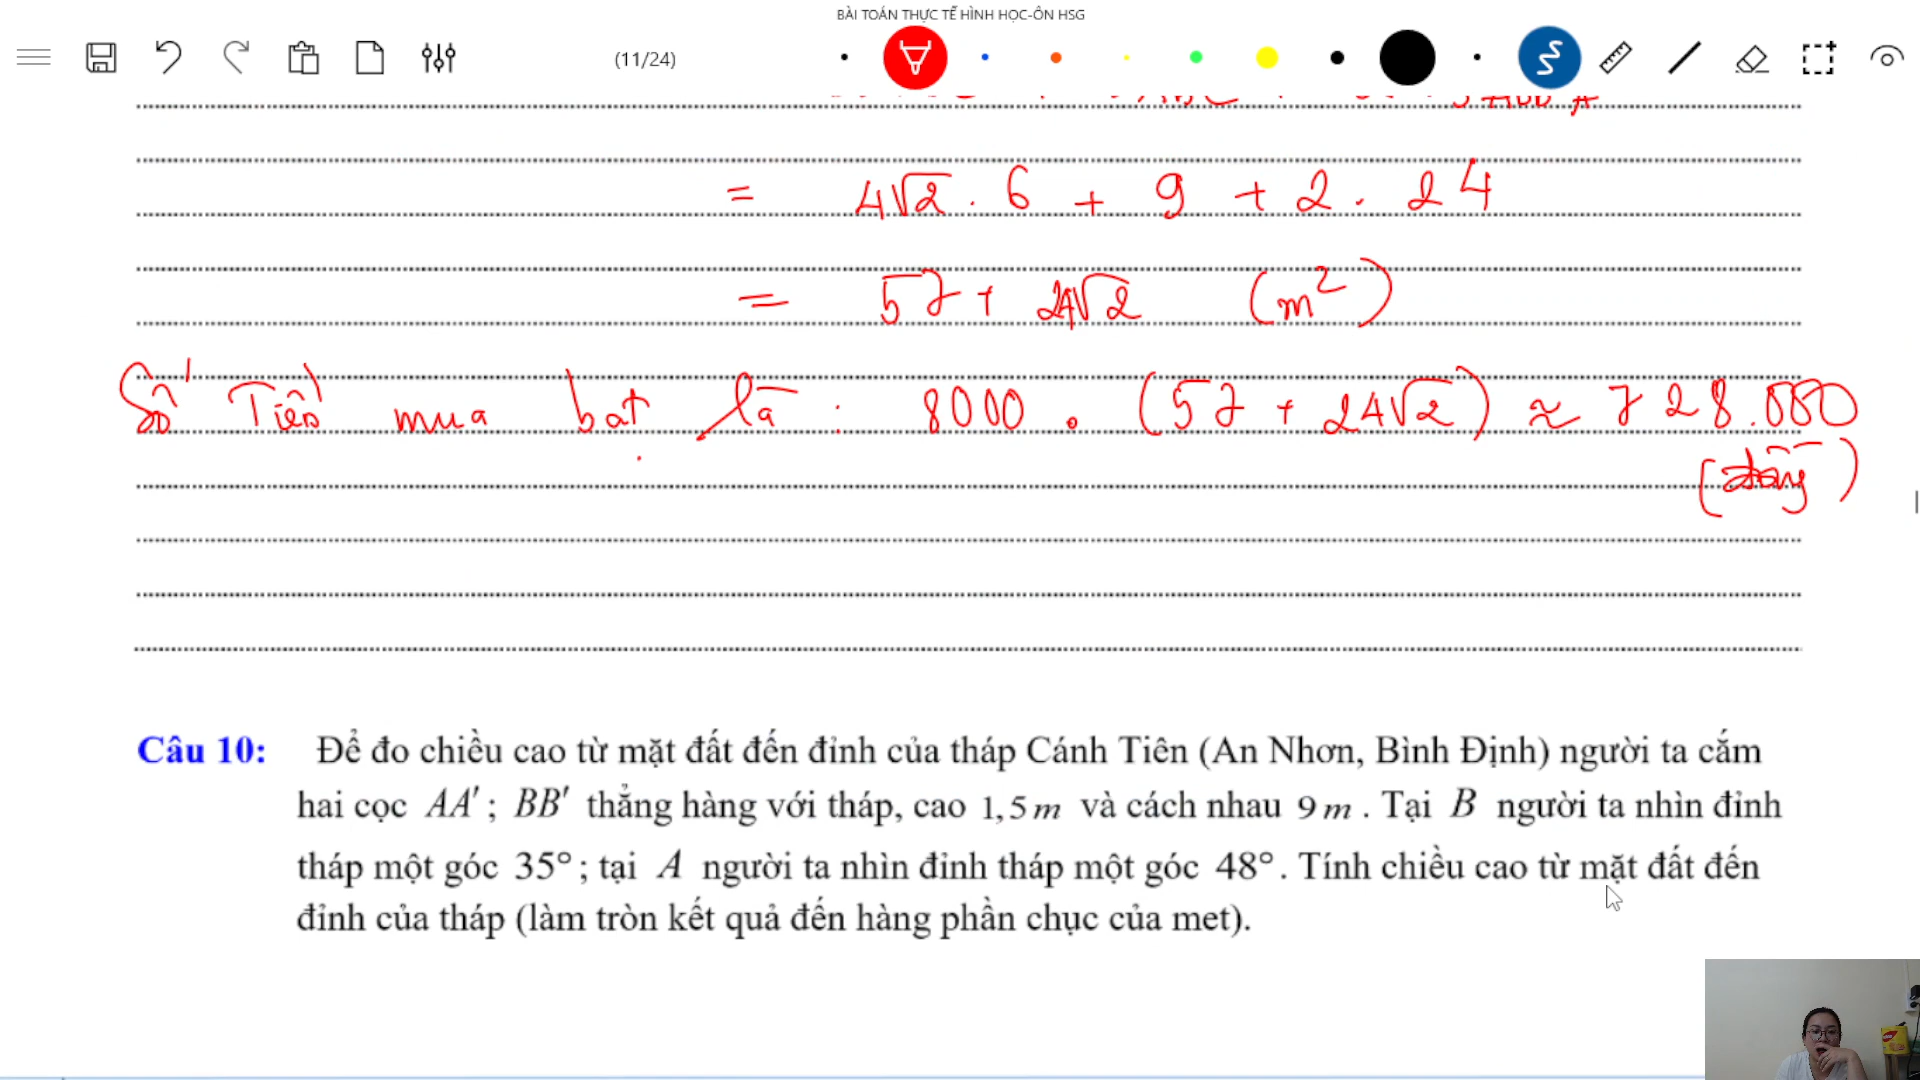 BÀI TOÁN THỰC TẾ HÌNH HỌC-ÔN HSG
(11/24)
= 4√2 . 6 + 9 + 2 . 24
= 57 + 24√2 (m²)
Số Tiền mua bạt là : 8000 . (57 + 24√2) ≈ 728.000
(đồng)
Câu 10: Để đo chiều cao từ mặt đất đến đỉnh của tháp Cánh Tiên (An Nhơn, Bình Định) người ta cắm
hai cọc AA' ; BB' thẳng hàng với tháp, cao 1,5 m và cách nhau 9 m . Tại B người ta nhìn đỉnh
tháp một góc 35° ; tại A người ta nhìn đỉnh tháp một góc 48° . Tính chiều cao từ mặt đất đến
đỉnh của tháp (làm tròn kết quả đến hàng phần chục của met).